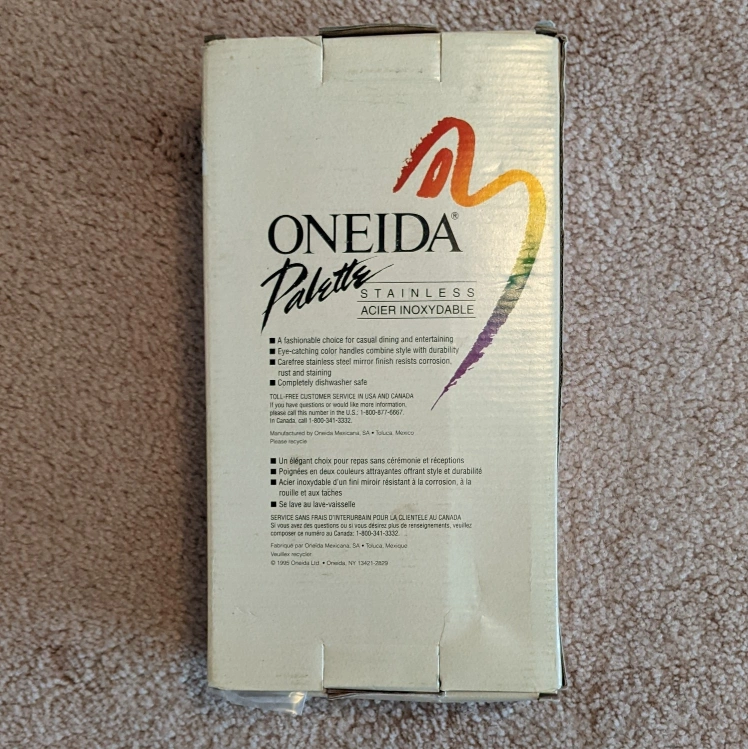 ONEIDA®
Palette
STAINLESS
ACIER INOXYDABLE
■ A fashionable choice for casual dining and entertaining
■ Eye-catching color handles combine style with durability
■ Carefree stainless steel mirror finish resists corrosion,
rust and staining
■ Completely dishwasher safe
TOLL-FREE CUSTOMER SERVICE IN USA AND CANADA
If you have questions or would like more information,
please call this number in the U.S.: 1-800-877-6667.
In Canada, call 1-800-341-3332.
Manufactured by Oneida Mexicana, SA • Toluca, Mexico
Please recycle
■ Un élégant choix pour repas sans cérémonie et réceptions
■ Poignées en deux couleurs attrayantes offrant style et durabilité
■ Acier inoxydable d'un fini miroir résistant à la corrosion, à la
rouille et aux taches
■ Se lave au lave-vaisselle
SERVICE SANS FRAIS D'INTERURBAIN POUR LA CLIENTELE AU CANADA
Si vous avez des questions ou si vous désirez plus de renseignements, veuillez
composer ce numéro au Canada: 1-800-341-3332.
Fabriqué par Oneida Mexicana, SA • Toluca, Mexique
Veuillez recycler.
© 1995 Oneida Ltd. • Oneida, NY 13421-2829